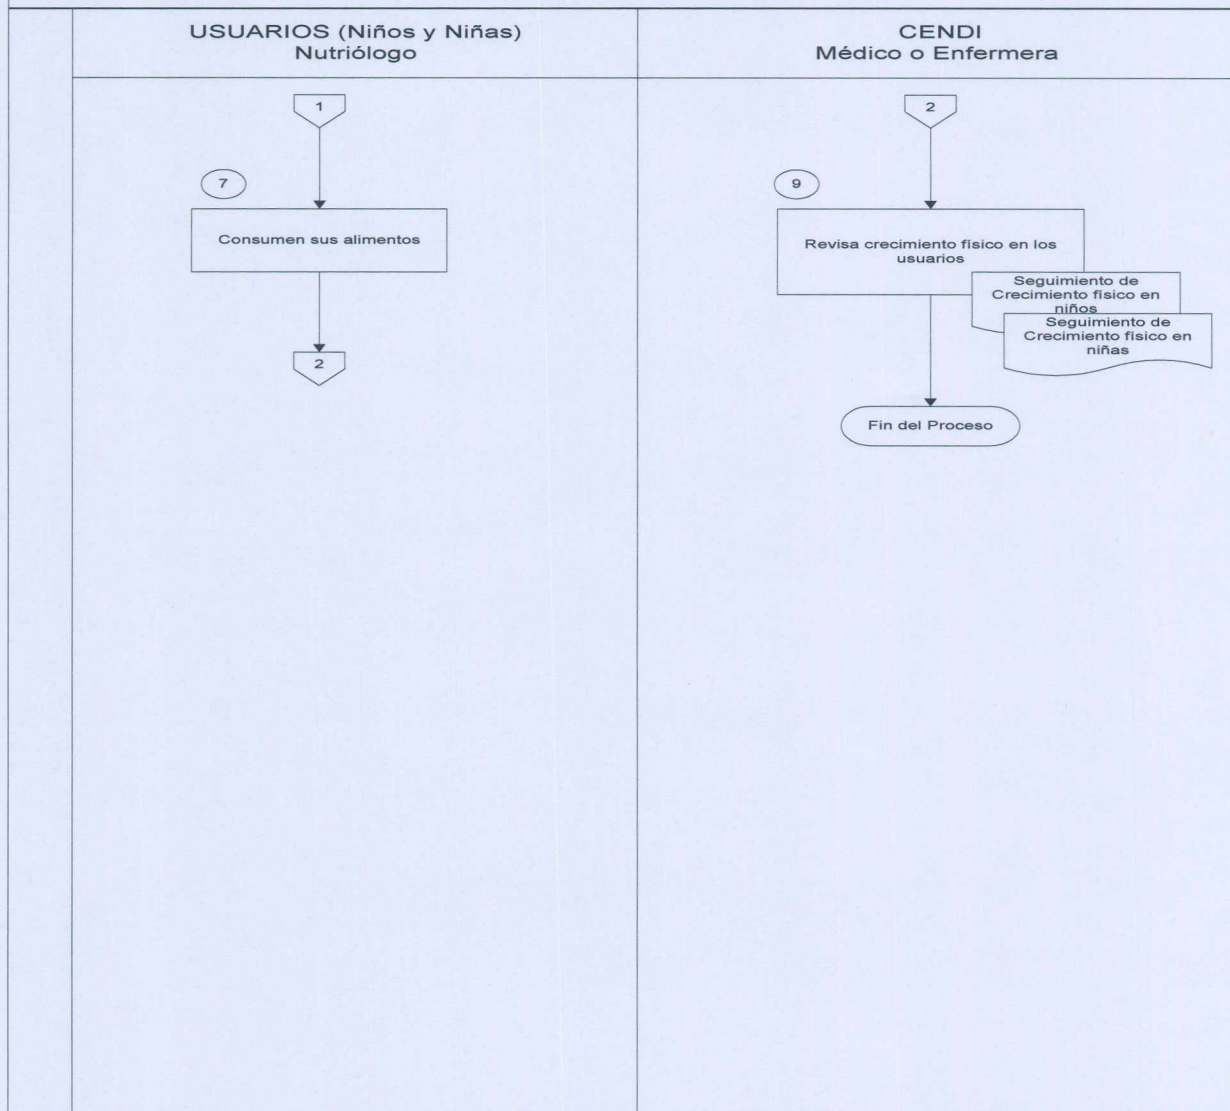 USUARIOS (Niños y Niñas)
Nutriólogo
1
7
Consumen sus alimentos
2
CENDI
Médico o Enfermera
2
9
Revisa crecimiento físico en los
usuarios
Seguimiento de
Crecimiento físico en
niños
Seguimiento de
Crecimiento físico en
niñas
Fin del Proceso